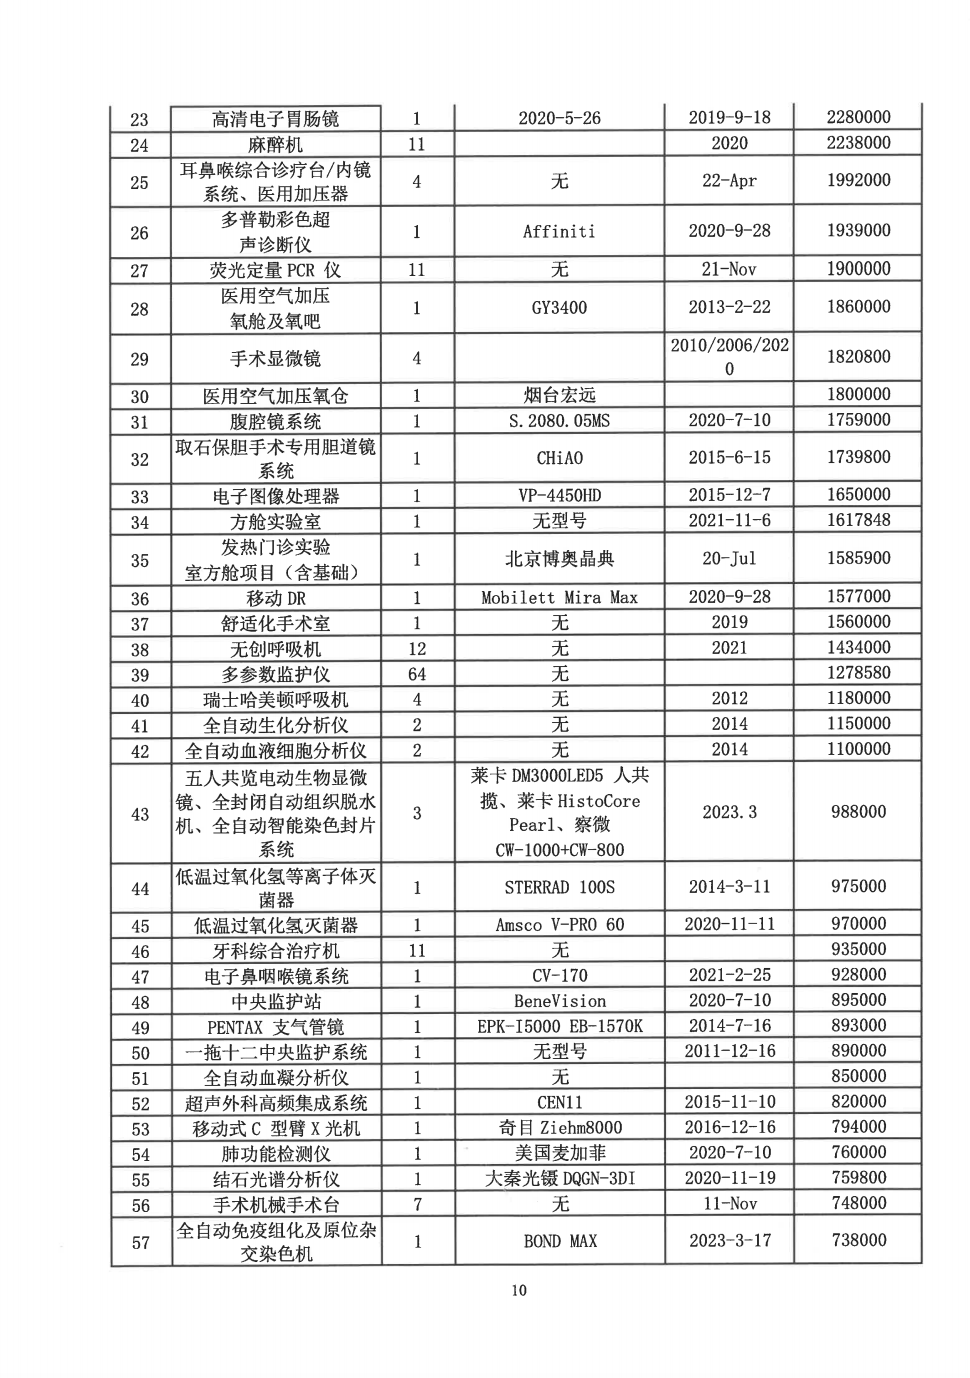 23 高清电子胃肠镜 1 2020-5-26 2019-9-18 2280000
24 麻醉机 11 2020 2238000
25 耳鼻喉综合诊疗台/内镜 4 无 22-Apr 1992000
系统、医用加压器
26 多普勒彩色超 1 Affiniti 2020-9-28 1939000
声诊断仪
27 荧光定量 PCR 仪 11 无 21-Nov 1900000
28 医用空气加压 1 GY3400 2013-2-22 1860000
氧舱及氧吧
29 手术显微镜 4 2010/2006/202 1820800
0
30 医用空气加压氧仓 1 烟台宏远 1800000
31 腹腔镜系统 1 S.2080.05MS 2020-7-10 1759000
32 取石保胆手术专用胆道镜 1 CHiAO 2015-6-15 1739800
系统
33 电子图像处理器 1 VP-4450HD 2015-12-7 1650000
34 方舱实验室 1 无型号 2021-11-6 1617848
35 发热门诊实验 1 北京博奥晶典 20-Jul 1585900
室方舱项目（含基础）
36 移动 DR 1 Mobilett Mira Max 2020-9-28 1577000
37 舒适化手术室 1 无 2019 1560000
38 无创呼吸机 12 无 2021 1434000
39 多参数监护仪 64 无 1278580
40 瑞士哈美顿呼吸机 4 无 2012 1180000
41 全自动生化分析仪 2 无 2014 1150000
42 全自动血液细胞分析仪 2 无 2014 1100000
43 五人共览电动生物显微 3 莱卡 DM3000LED5 人共 2023.3 988000
镜、全封闭自动组织脱水 揽、莱卡 HistoCore
机、全自动智能染色封片 Pearl、察微
系统 CW-1000+CW-800
44 低温过氧化氢等离子体灭 1 STERRAD 100S 2014-3-11 975000
菌器
45 低温过氧化氢灭菌器 1 Amsco V-PRO 60 2020-11-11 970000
46 牙科综合治疗机 11 无 935000
47 电子鼻咽喉镜系统 1 CV-170 2021-2-25 928000
48 中央监护站 1 BeneVision 2020-7-10 895000
49 PENTAX 支气管镜 1 EPK-I5000 EB-1570K 2014-7-16 893000
50 一拖十二中央监护系统 1 无型号 2011-12-16 890000
51 全自动血凝分析仪 1 无 850000
52 超声外科高频集成系统 1 CEN11 2015-11-10 820000
53 移动式 C 型臂 X 光机 1 奇目 Ziehm8000 2016-12-16 794000
54 肺功能检测仪 1 美国麦加菲 2020-7-10 760000
55 结石光谱分析仪 1 大秦光镊 DQGN-3DI 2020-11-19 759800
56 手术机械手术台 7 无 11-Nov 748000
57 全自动免疫组化及原位杂 1 BOND MAX 2023-3-17 738000
交染色机
10